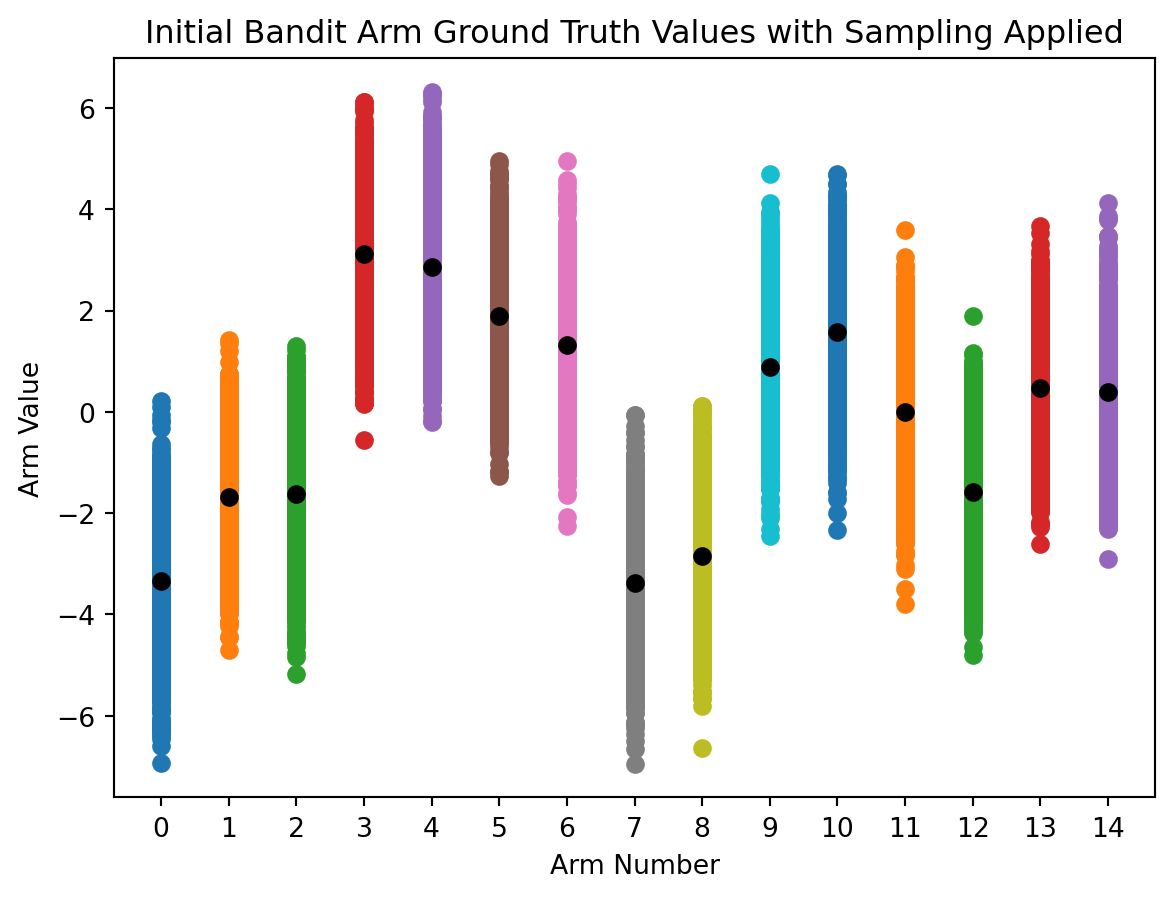 Initial Bandit Arm Ground Truth Values with Sampling Applied
6
4
2
0
−2
−4
−6
Arm Value
0 1 2 3 4 5 6 7 8 9 10 11 12 13 14
Arm Number